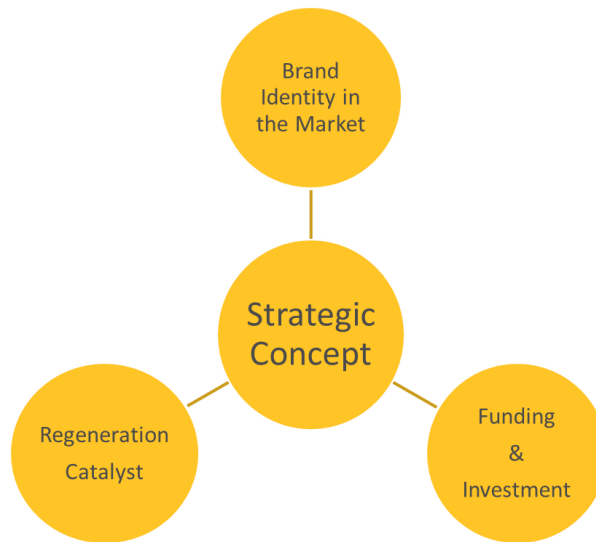 Brand
Identity in
the Market
Strategic
Concept
Regeneration
Catalyst
Funding
&
Investment